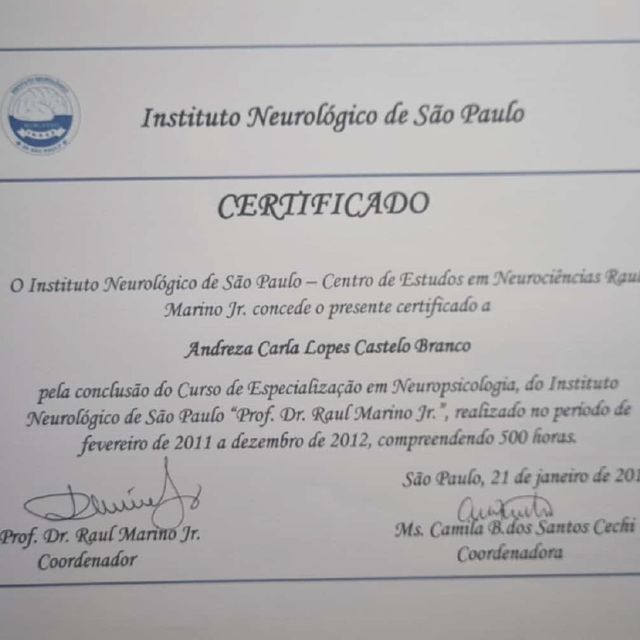 Instituto Neurológico de São Paulo
CERTIFICADO
O Instituto Neurológico de São Paulo – Centro de Estudos em Neurociências Raul
Marino Jr. concede o presente certificado a
Andreza Carla Lopes Castelo Branco
pela conclusão do Curso de Especialização em Neuropsicologia, do Instituto
Neurológico de São Paulo “Prof. Dr. Raul Marino Jr.”, realizado no período de
fevereiro de 2011 a dezembro de 2012, compreendendo 500 horas.
São Paulo, 21 de janeiro de 201
Prof. Dr. Raul Marino Jr.
Coordenador
Ms. Camila B.dos Santos Cechi
Coordenadora